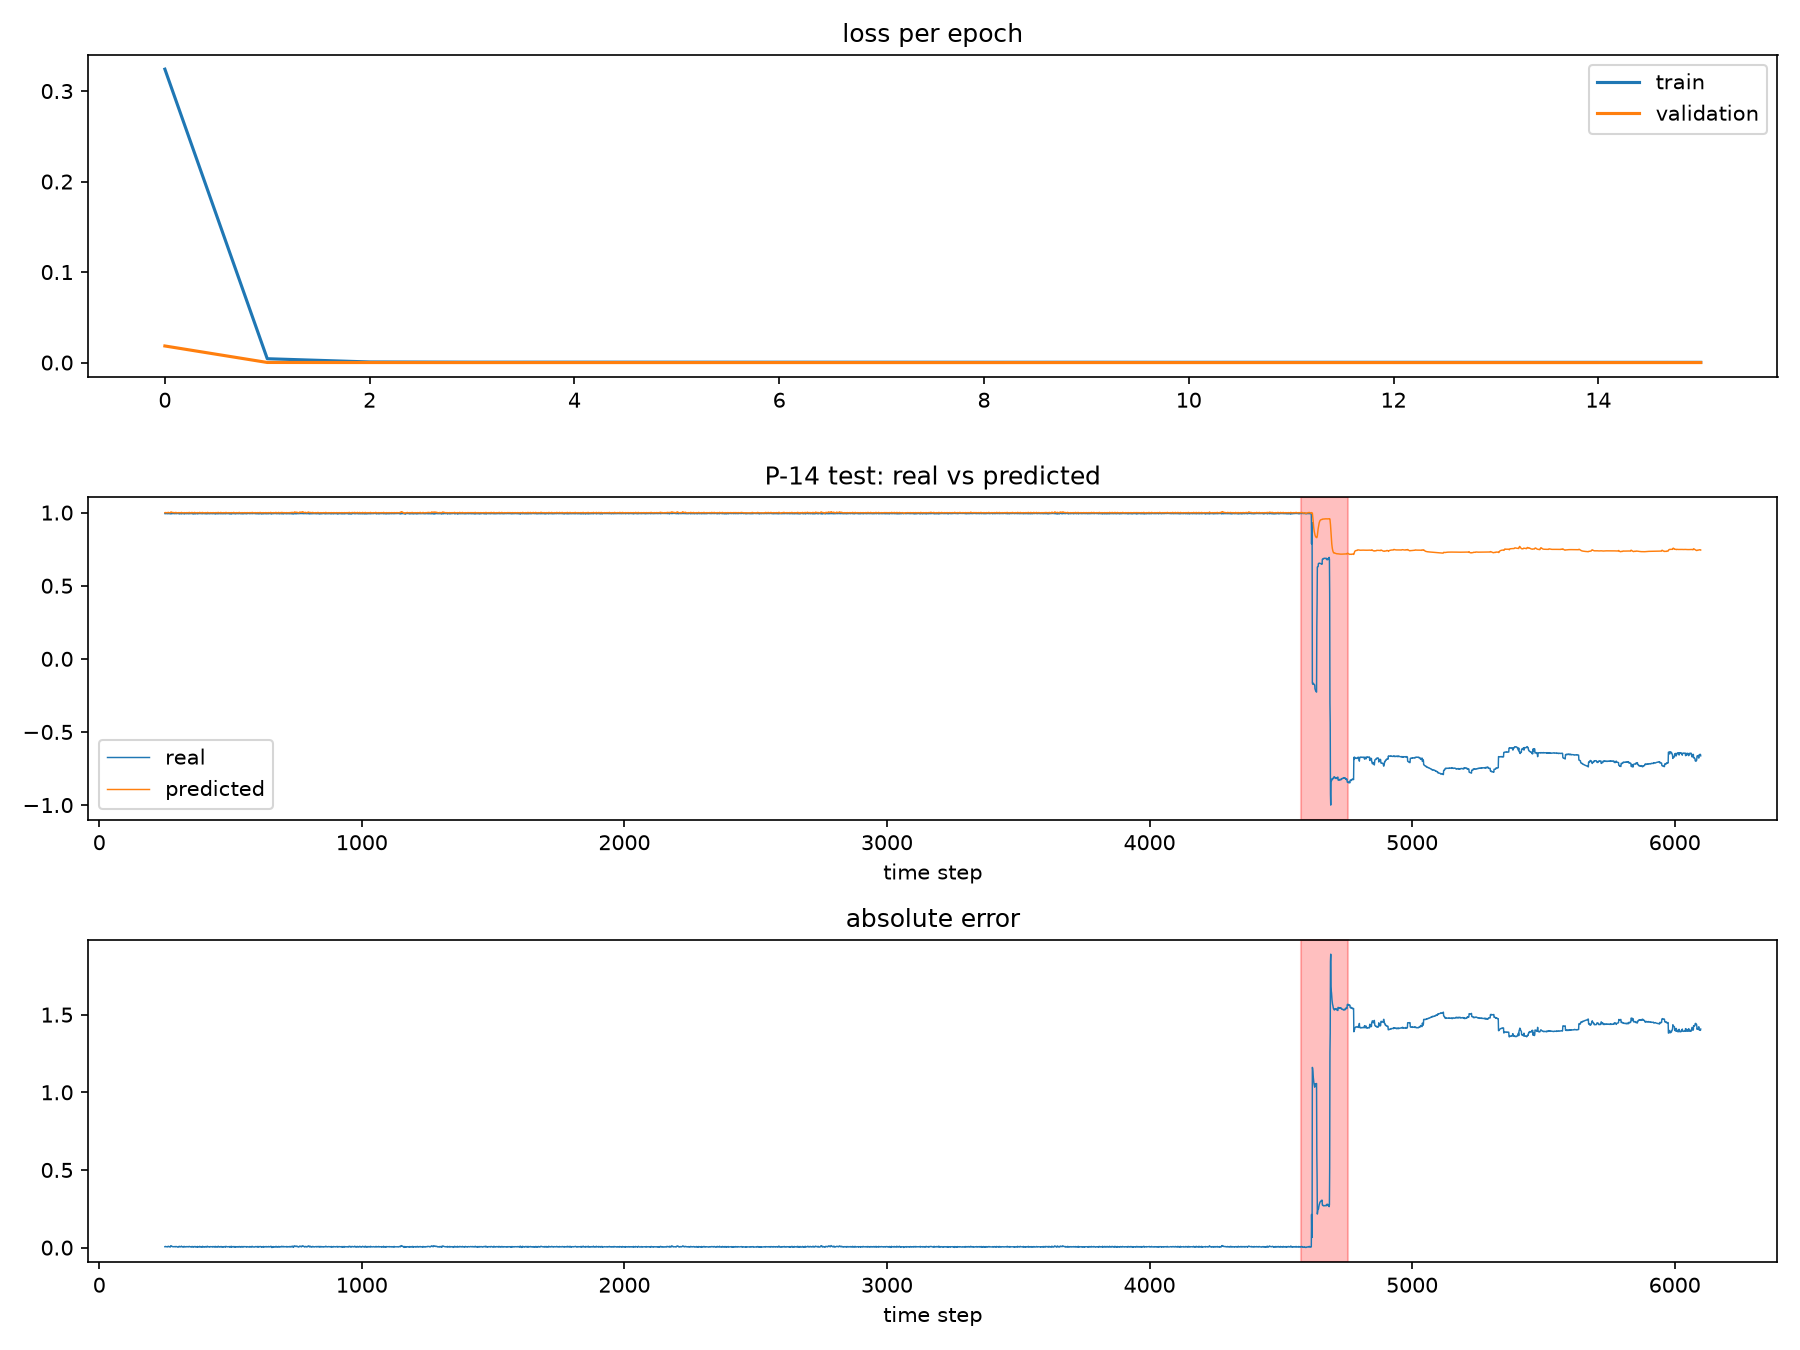 loss per epoch
train
validation
0.3
0.2
0.1
0.0
0 2 4 6 8 10 12 14
P-14 test: real vs predicted
1.0
0.5
0.0
−0.5
−1.0
real
predicted
0 1000 2000 3000 4000 5000 6000
time step
absolute error
1.5
1.0
0.5
0.0
0 1000 2000 3000 4000 5000 6000
time step